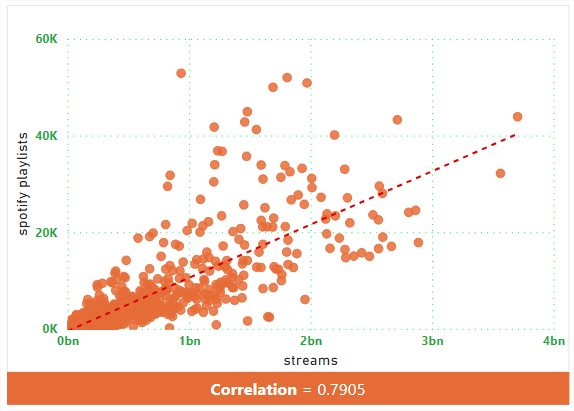 60K
40K
20K
0K
spotify playlists
0bn 1bn 2bn 3bn 4bn
streams
Correlation = 0.7905